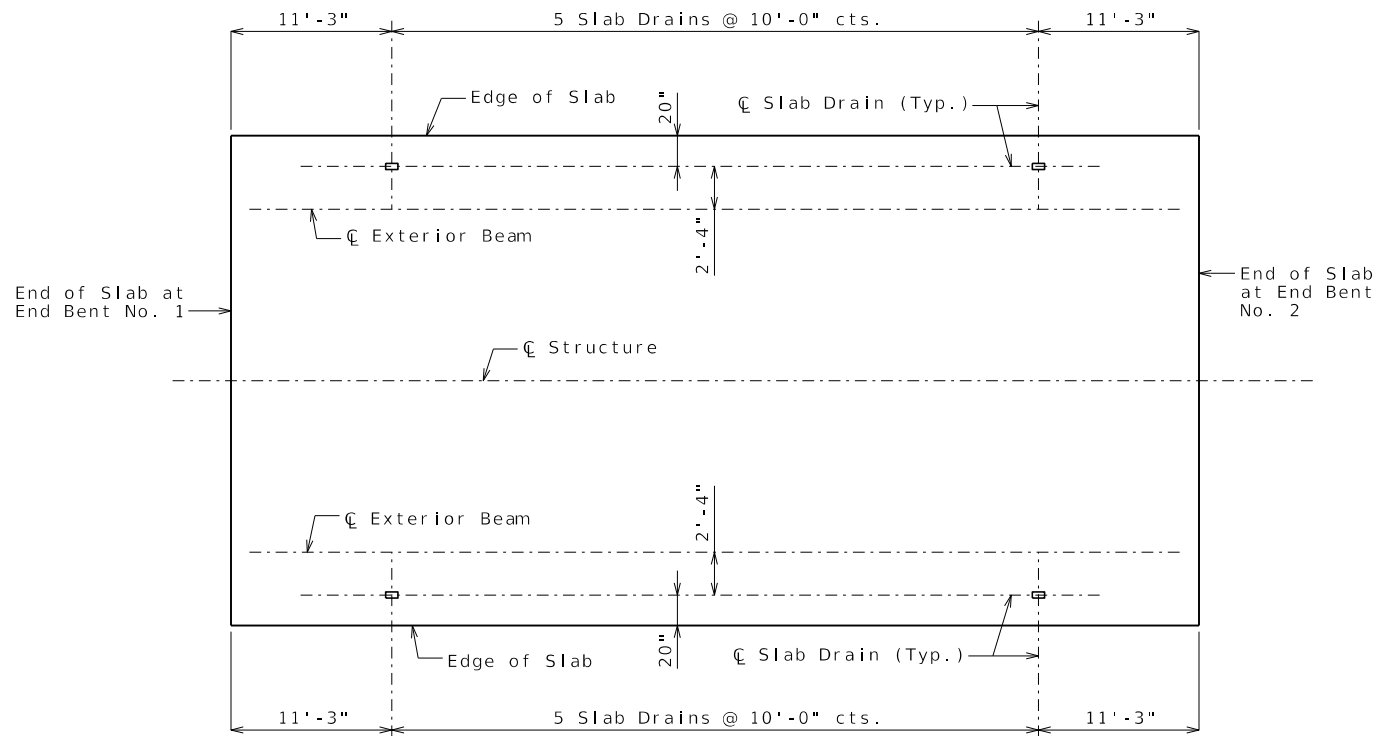 11'-3"
5 Slab Drains @ 10'-0" cts.
11'-3"
Edge of Slab
20"
℄ Slab Drain (Typ.)
℄ Exterior Beam
2'-4"
End of Slab at
End Bent No. 1
End of Slab
at End Bent
No. 2
℄ Structure
℄ Exterior Beam
2'-4"
Edge of Slab
20"
℄ Slab Drain (Typ.)
11'-3"
5 Slab Drains @ 10'-0" cts.
11'-3"